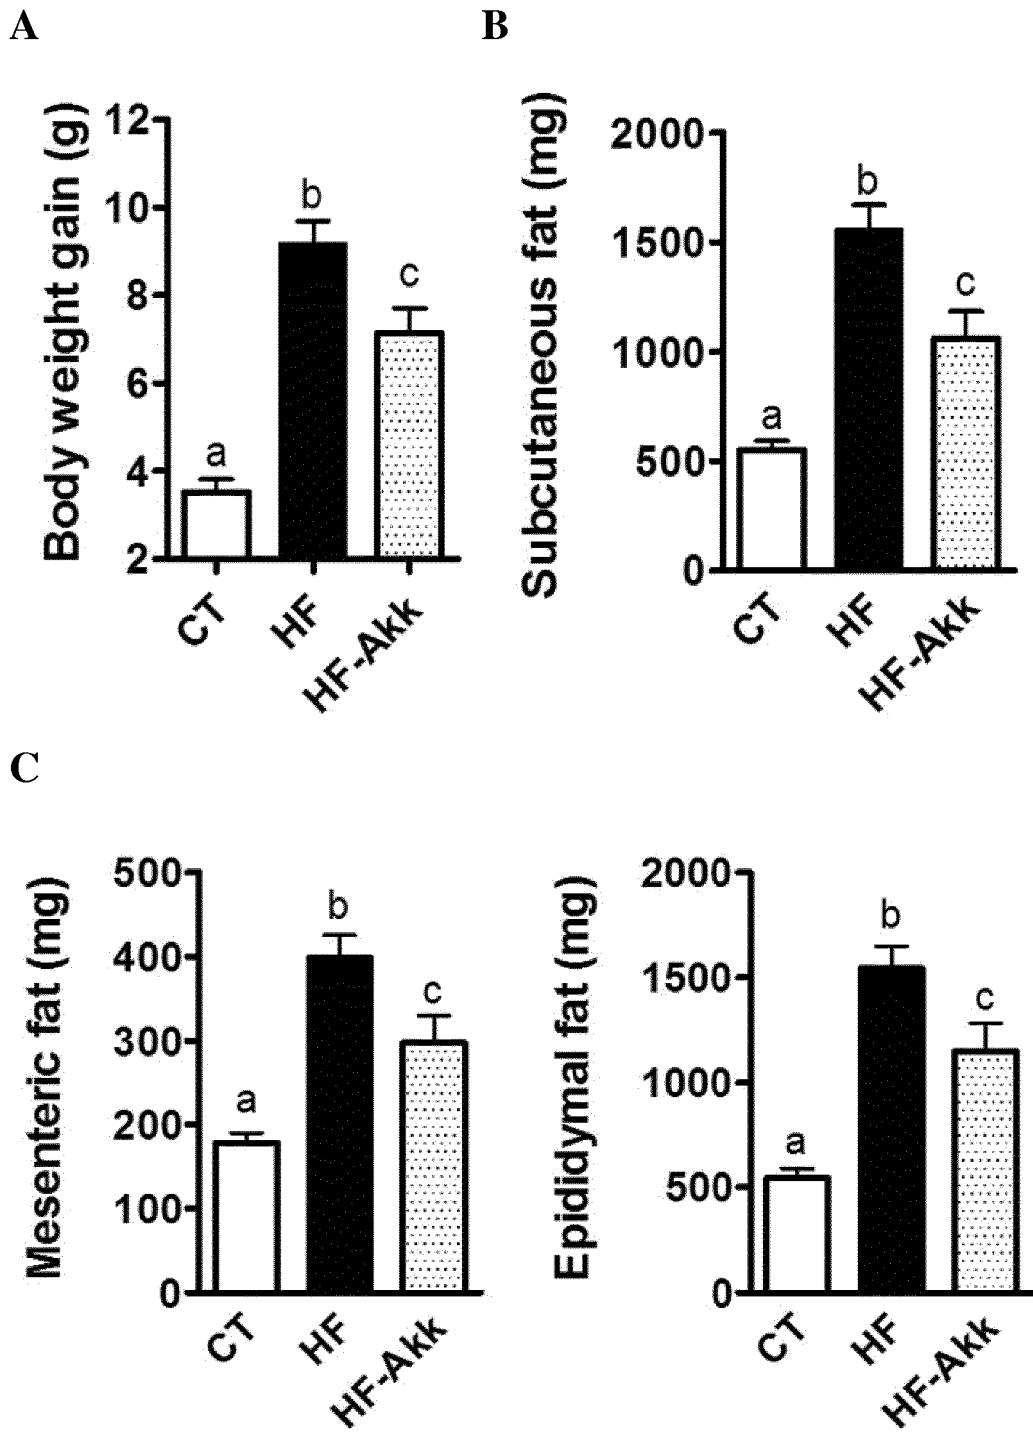 A
B
Body weight gain (g)
12
10
8
6
4
2
a
b
c
CT
HF
HF-Akk
Subcutaneous fat (mg)
2000
1500
1000
500
0
a
b
c
CT
HF
HF-Akk
C
Mesenteric fat (mg)
500
400
300
200
100
0
a
b
c
CT
HF
HF-Akk
Epididymal fat (mg)
2000
1500
1000
500
0
a
b
c
CT
HF
HF-Akk